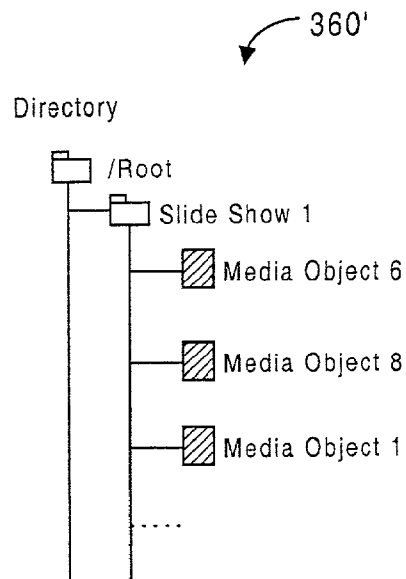 360'
Directory
/Root
Slide Show 1
Media Object 6
Media Object 8
Media Object 1